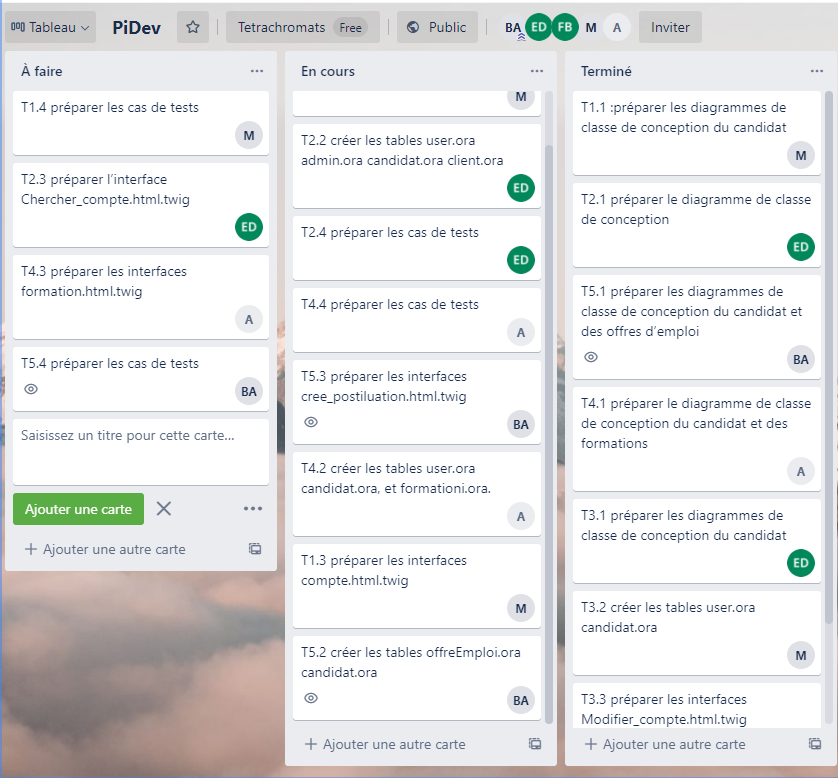 Tableau PiDev Tetrachromats Free Public BA ED FB M A Inviter
À faire
T1.4 préparer les cas de tests
M
T2.3 préparer l’interface
Chercher_compte.html.twig
ED
T4.3 préparer les interfaces
formation.html.twig
A
T5.4 préparer les cas de tests
BA
Saisissez un titre pour cette carte…
Ajouter une carte
Ajouter une autre carte
En cours
M
T2.2 créer les tables user.ora
admin.ora candidat.ora client.ora
ED
T2.4 préparer les cas de tests
ED
T4.4 préparer les cas de tests
A
T5.3 préparer les interfaces
cree_postiluation.html.twig
BA
T4.2 créer les tables user.ora
candidat.ora, et formationi.ora.
A
T1.3 préparer les interfaces
compte.html.twig
M
T5.2 créer les tables offreEmploi.ora
candidat.ora
BA
Ajouter une autre carte
Terminé
T1.1 :préparer les diagrammes de
classe de conception du candidat
M
T2.1 préparer le diagramme de classe
de conception
ED
T5.1 préparer les diagrammes de
classe de conception du candidat et
des offres d’emploi
BA
T4.1 préparer le diagramme de classe
de conception du candidat et des
formations
A
T3.1 préparer les diagrammes de
classe de conception du candidat
ED
T3.2 créer les tables user.ora
candidat.ora
M
T3.3 préparer les interfaces
Modifier_compte.html.twig
Ajouter une autre carte